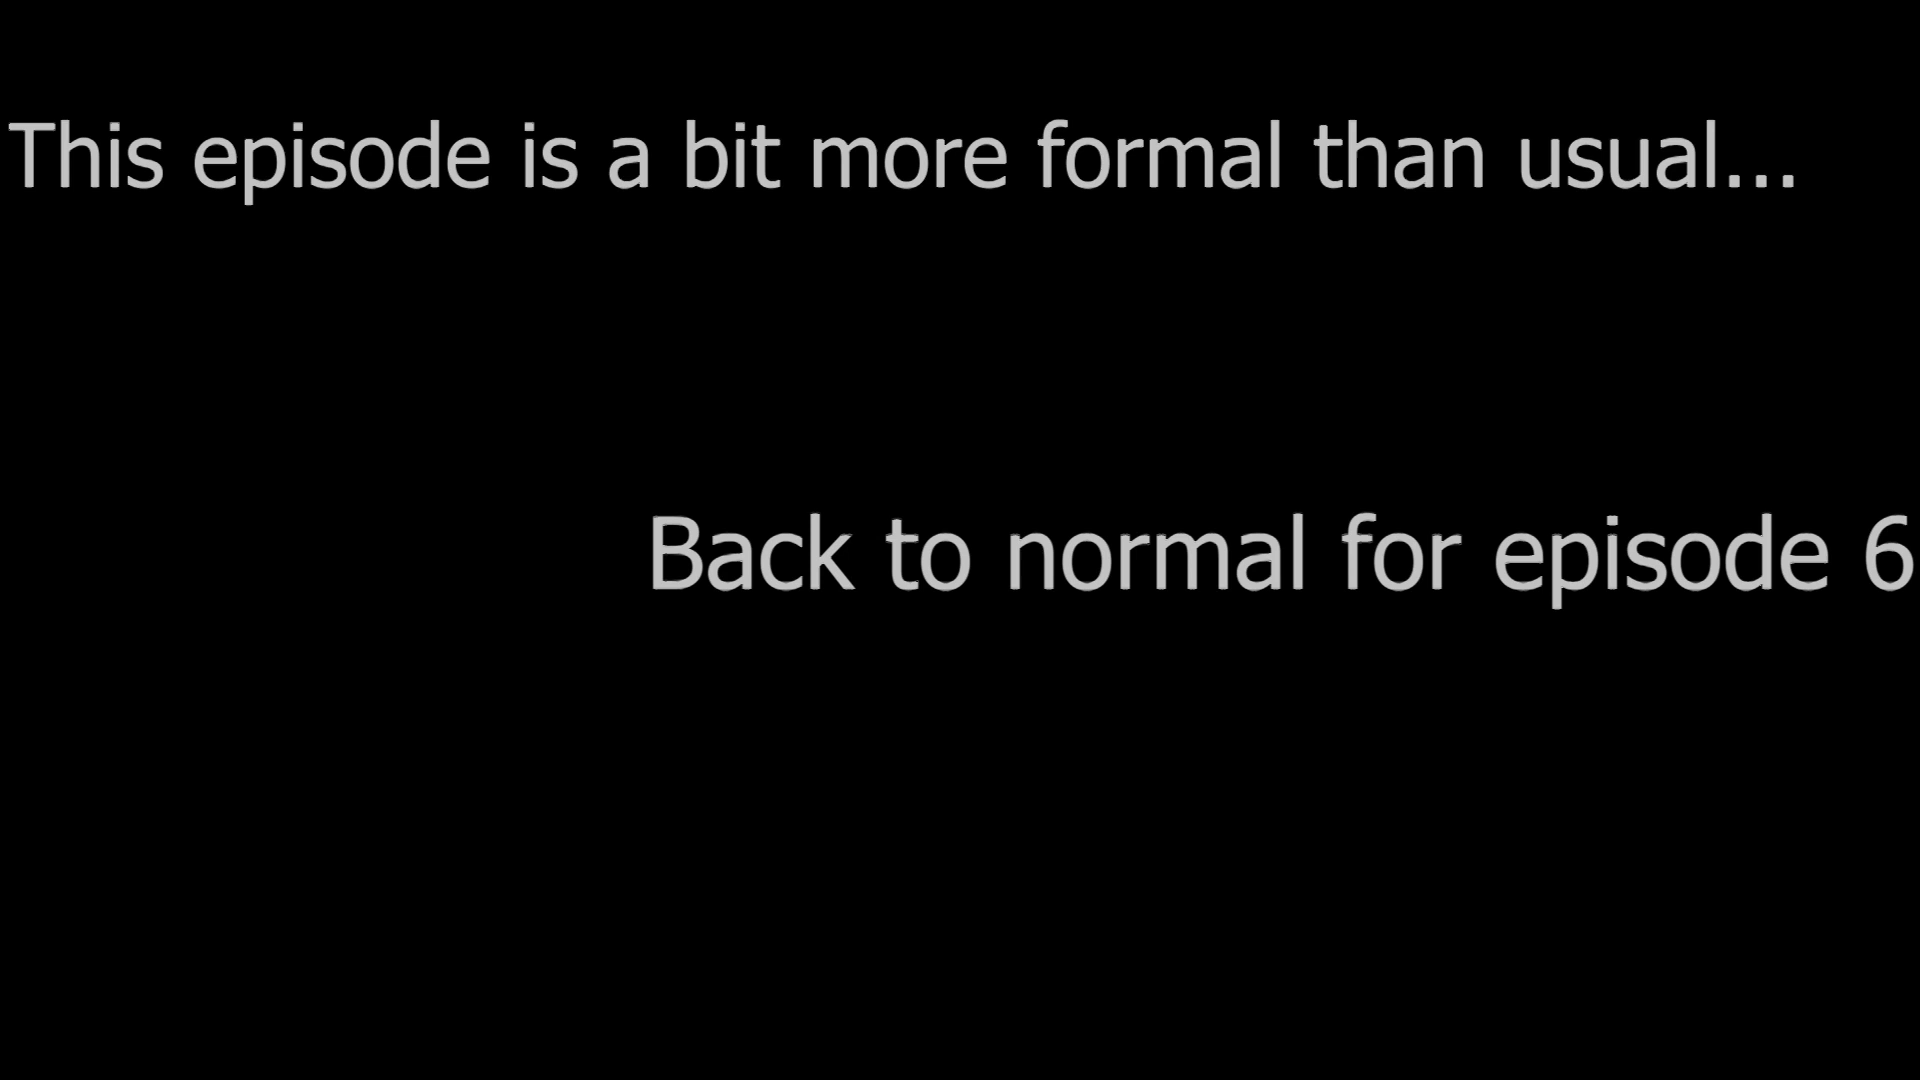 This episode is a bit more formal than usual...
Back to normal for episode 6